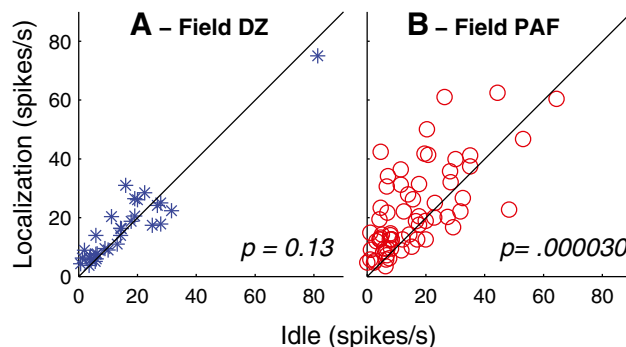 A – Field DZ
B – Field PAF
Localization (spikes/s)
80
60
40
20
0
p = 0.13
p= .000030
0 20 40 60 80
0 20 40 60 80
Idle (spikes/s)